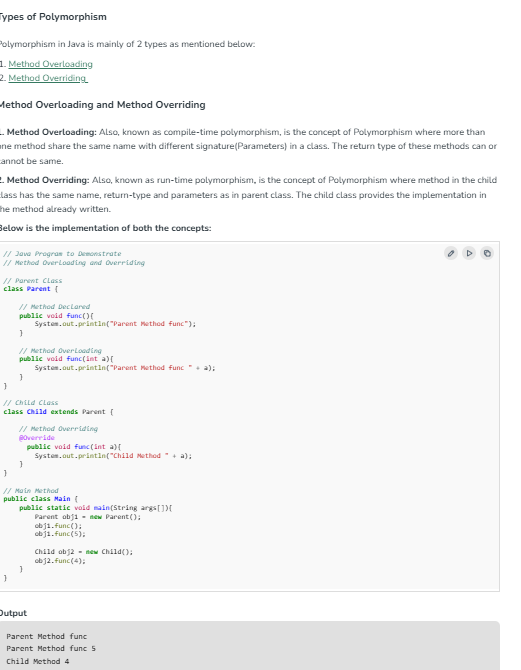 Types of Polymorphism
Polymorphism in Java is mainly of 2 types as mentioned below:
1. Method Overloading
2. Method Overriding
Method Overloading and Method Overriding
1. Method Overloading: Also, known as compile-time polymorphism, is the concept of Polymorphism where more than
one method share the same name with different signature(Parameters) in a class. The return type of these methods can or
cannot be same.
2. Method Overriding: Also, known as run-time polymorphism, is the concept of Polymorphism where method in the child
class has the same name, return-type and parameters as in parent class. The child class provides the implementation in
the method already written.
Below is the implementation of both the concepts:
// Java Program to Demonstrate
// Method Overloading and Overriding
// Parent Class
class Parent {
// Method Declared
public void func(){
System.out.println("Parent Method func");
}
// Method Overloading
public void func(int a){
System.out.println("Parent Method func " + a);
}
}
// Child Class
class Child extends Parent {
// Method Overriding
@Override
public void func(int a){
System.out.println("Child Method " + a);
}
}
// Main Method
public class Main {
public static void main(String args[]){
Parent obj1 = new Parent();
obj1.func();
obj1.func(5);
Child obj2 = new Child();
obj2.func(4);
}
}
Output
Parent Method func
Parent Method func 5
Child Method 4